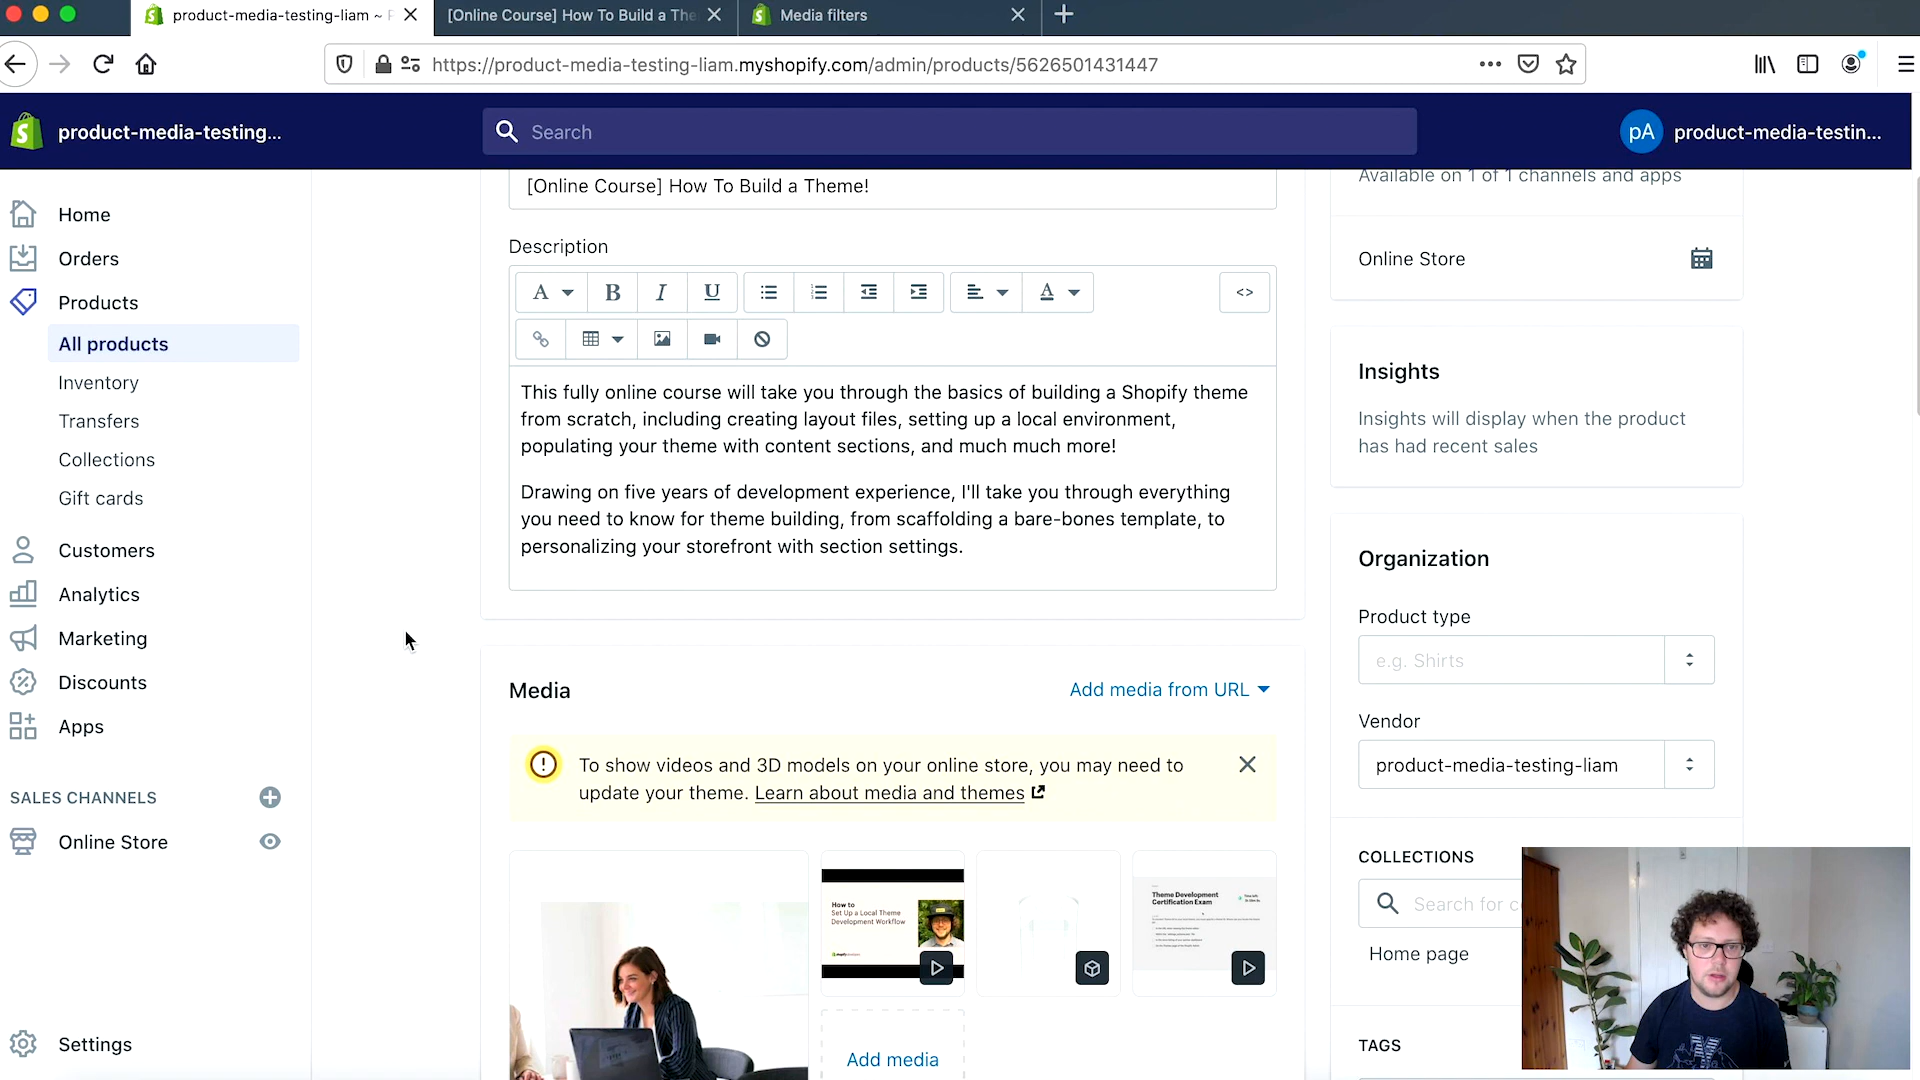 product-media-testing-liam ~
[Online Course] How To Build a The
Media filters
https://product-media-testing-liam.myshopify.com/admin/products/5626501431447
product-media-testing...
Search
pA
product-media-testin...
Home
Orders
Products
All products
Inventory
Transfers
Collections
Gift cards
Customers
Analytics
Marketing
Discounts
Apps
SALES CHANNELS
Online Store
Settings
[Online Course] How To Build a Theme!
Description
A
B
I
U
A
<>
This fully online course will take you through the basics of building a Shopify theme
from scratch, including creating layout files, setting up a local environment,
populating your theme with content sections, and much much more!
Drawing on five years of development experience, I'll take you through everything
you need to know for theme building, from scaffolding a bare-bones template, to
personalizing your storefront with section settings.
Media
Add media from URL
To show videos and 3D models on your online store, you may need to
update your theme. Learn about media and themes
How to
Set Up a Local Theme
Development Workflow
Theme Development
Certification Exam
Add media
Available on 1 of 1 channels and apps
Online Store
Insights
Insights will display when the product
has had recent sales
Organization
Product type
e.g. Shirts
Vendor
product-media-testing-liam
COLLECTIONS
Search for c
Home page
TAGS